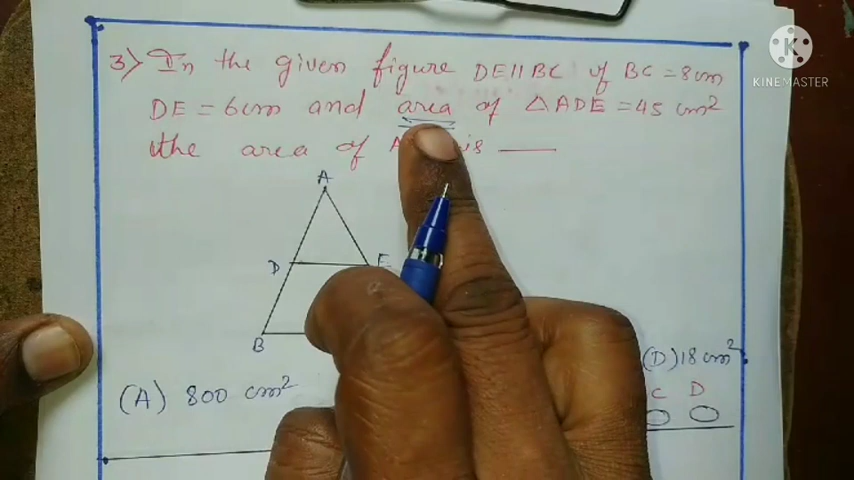 3) In the given figure DE||BC if BC = 8cm
DE = 6cm and area of △ADE = 45 cm²
the area of is ____
A
D
E
B
(A) 800 cm²
(D) 18 cm²
C D
K
KINEMASTER